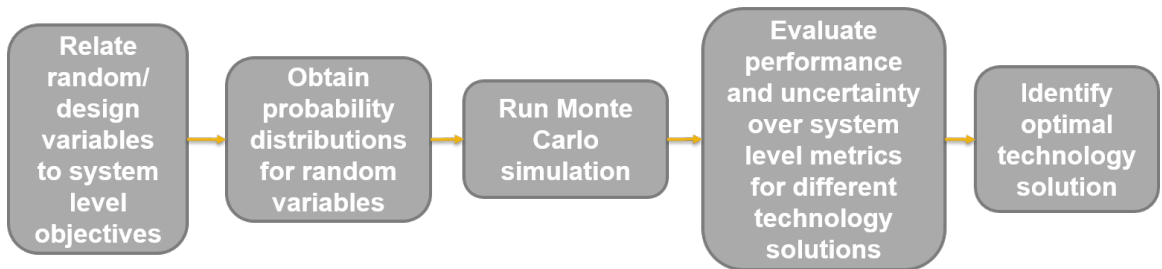 Relate
random/
design
variables
to system
level
objectives
Obtain
probability
distributions
for random
variables
Run Monte
Carlo
simulation
Evaluate
performance
and uncertainty
over system
level metrics
for different
technology
solutions
Identify
optimal
technology
solution